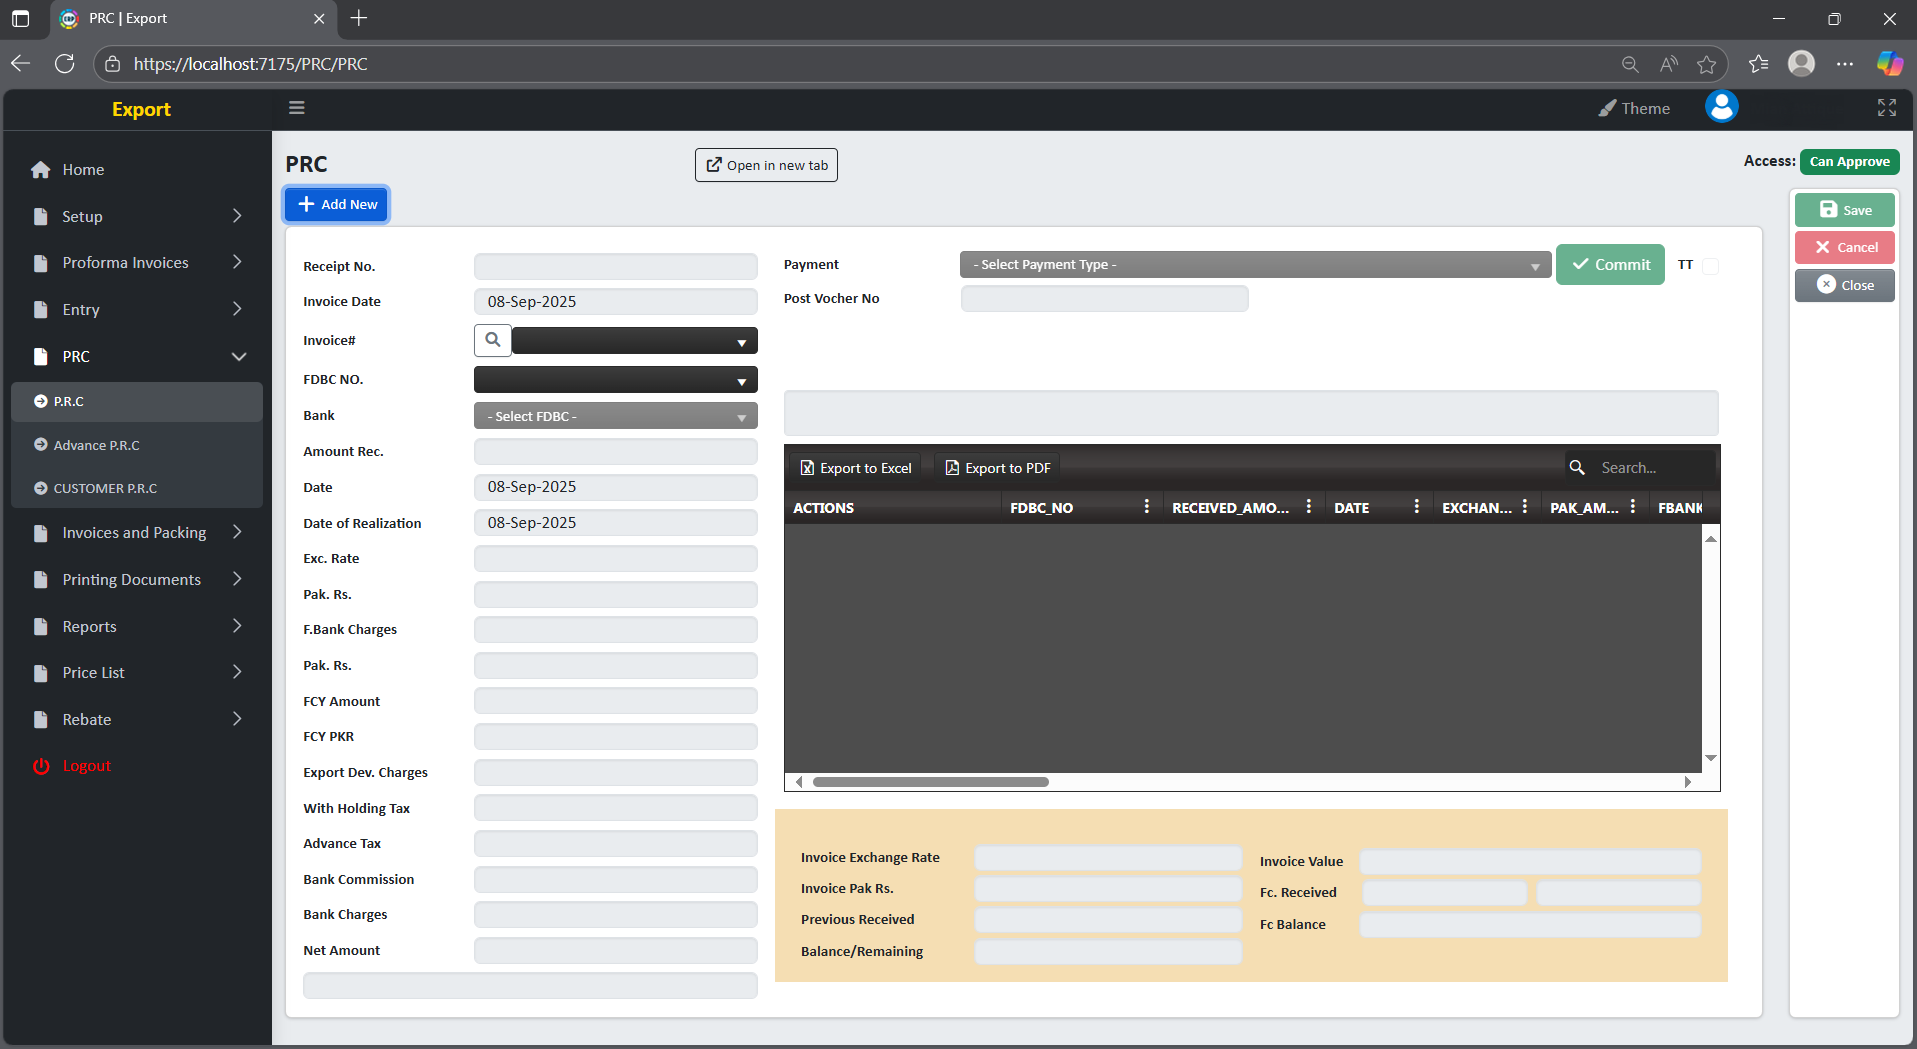 PRC | Export
https://localhost:7175/PRC/PRC
Export
Theme
Home
Setup
Proforma Invoices
Entry
PRC
P.R.C
Advance P.R.C
CUSTOMER P.R.C
Invoices and Packing
Printing Documents
Reports
Price List
Rebate
Logout
PRC
Open in new tab
Access: Can Approve
Add New
Save
Cancel
Close
Receipt No.
Invoice Date 08-Sep-2025
Invoice#
FDBC NO.
Bank - Select FDBC -
Amount Rec.
Date 08-Sep-2025
Date of Realization 08-Sep-2025
Exc. Rate
Pak. Rs.
F.Bank Charges
Pak. Rs.
FCY Amount
FCY PKR
Export Dev. Charges
With Holding Tax
Advance Tax
Bank Commission
Bank Charges
Net Amount
Payment - Select Payment Type - Commit TT
Post Vocher No
Export to Excel Export to PDF Search...
ACTIONS FDBC_NO RECEIVED_AMO... DATE EXCHAN... PAK_AM... FBANK
Invoice Exchange Rate
Invoice Pak Rs.
Previous Received
Balance/Remaining
Invoice Value
Fc. Received
Fc Balance